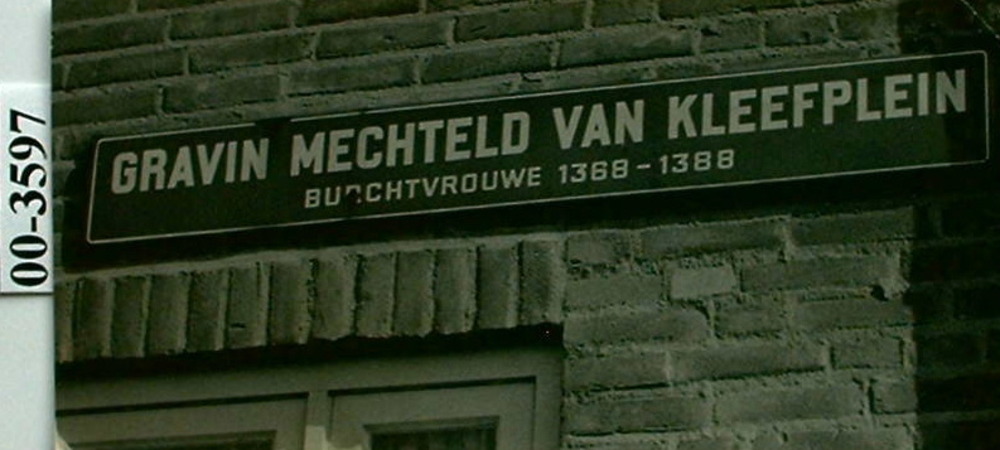 GRAVIN MECHTELD VAN KLEEFPLEIN
BURCHTVROUWE 1368-1388
00-3597